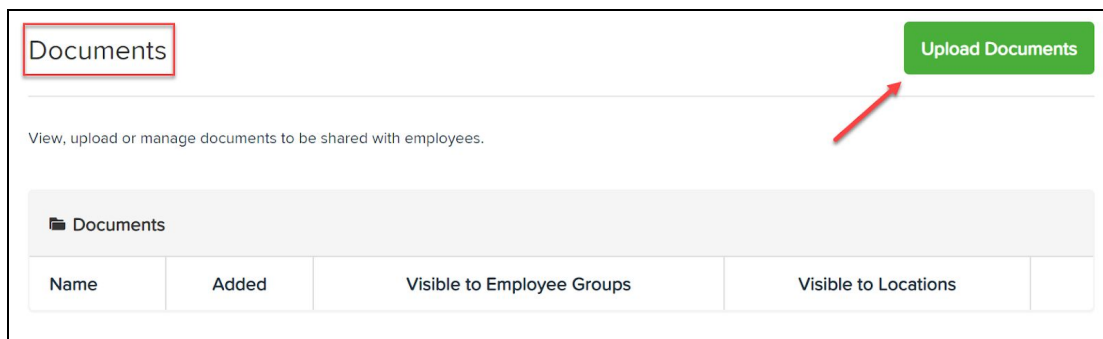 Documents
Upload Documents
View, upload or manage documents to be shared with employees.
Documents
Name Added Visible to Employee Groups Visible to Locations